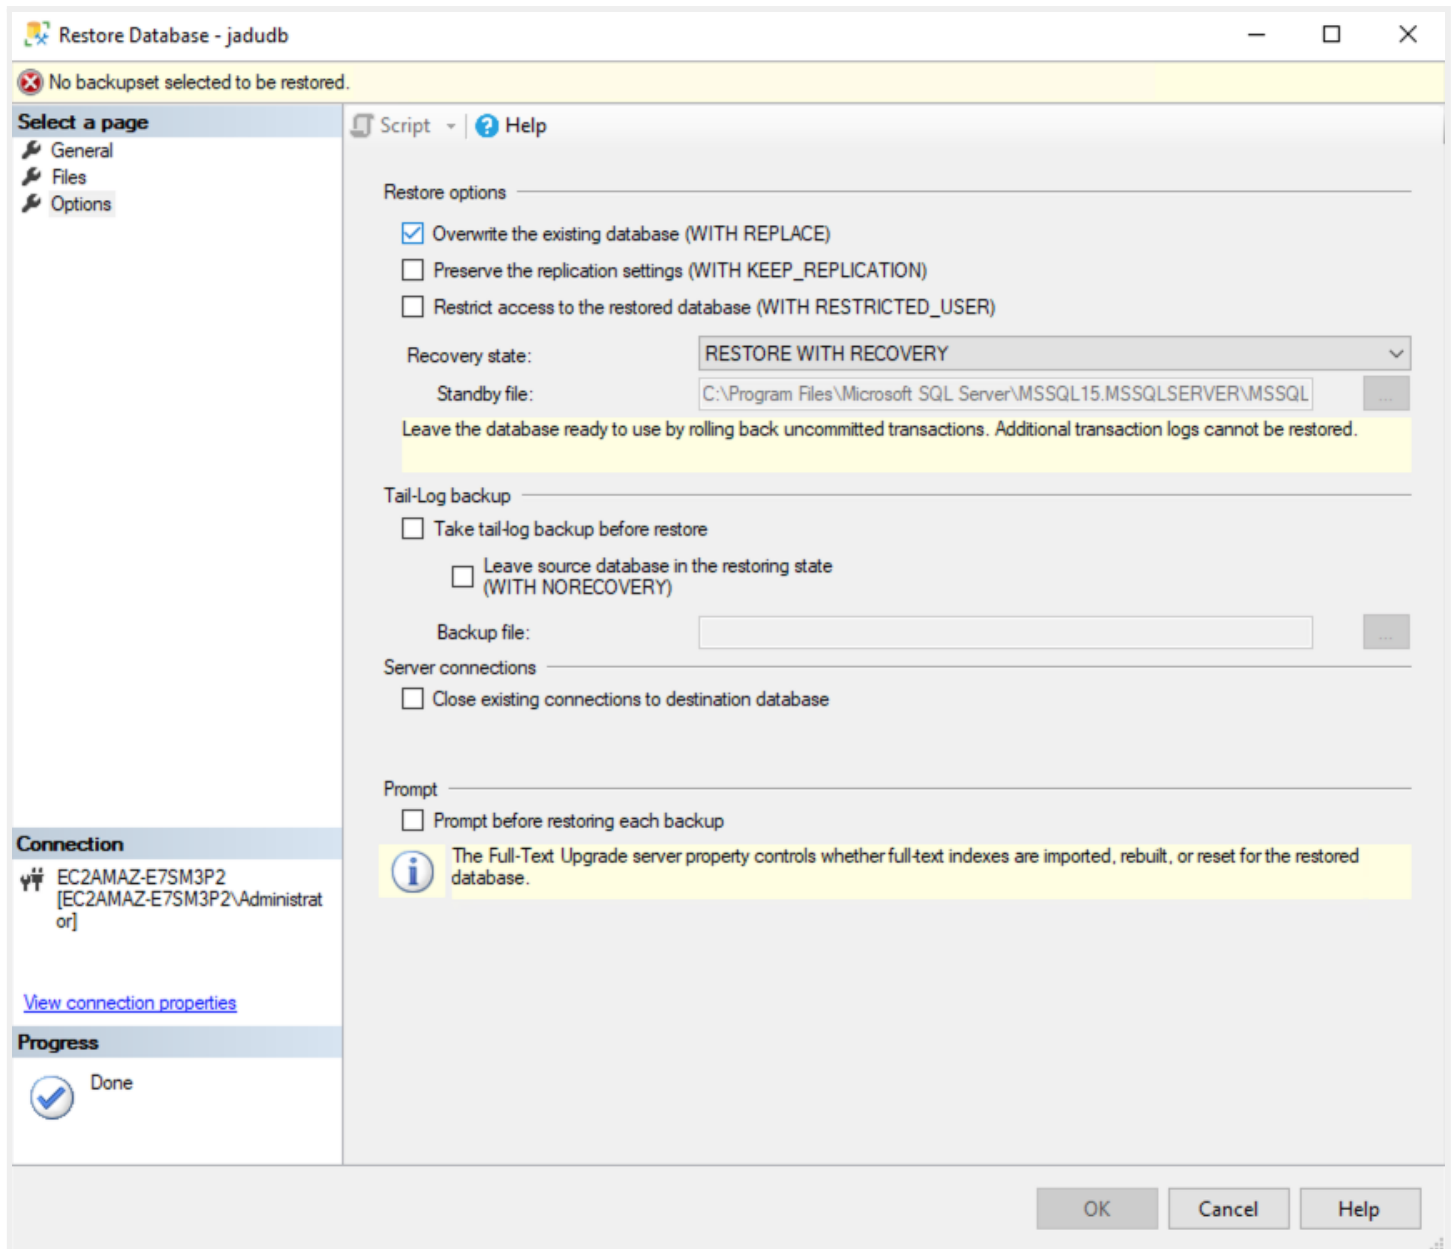 Restore Database - jadudb
No backupset selected to be restored.
Select a page
General
Files
Options
Script
Help
Restore options
Overwrite the existing database (WITH REPLACE)
Preserve the replication settings (WITH KEEP_REPLICATION)
Restrict access to the restored database (WITH RESTRICTED_USER)
Recovery state:
RESTORE WITH RECOVERY
Standby file:
C:\Program Files\Microsoft SQL Server\MSSQL15.MSSQLSERVER\MSSQL
...
Leave the database ready to use by rolling back uncommitted transactions. Additional transaction logs cannot be restored.
Tail-Log backup
Take tail-log backup before restore
Leave source database in the restoring state
(WITH NORECOVERY)
Backup file:
...
Server connections
Close existing connections to destination database
Prompt
Prompt before restoring each backup
The Full-Text Upgrade server property controls whether full-text indexes are imported, rebuilt, or reset for the restored
database.
Connection
EC2AMAZ-E7SM3P2
[EC2AMAZ-E7SM3P2\Administrat
or]
View connection properties
Progress
Done
OK
Cancel
Help